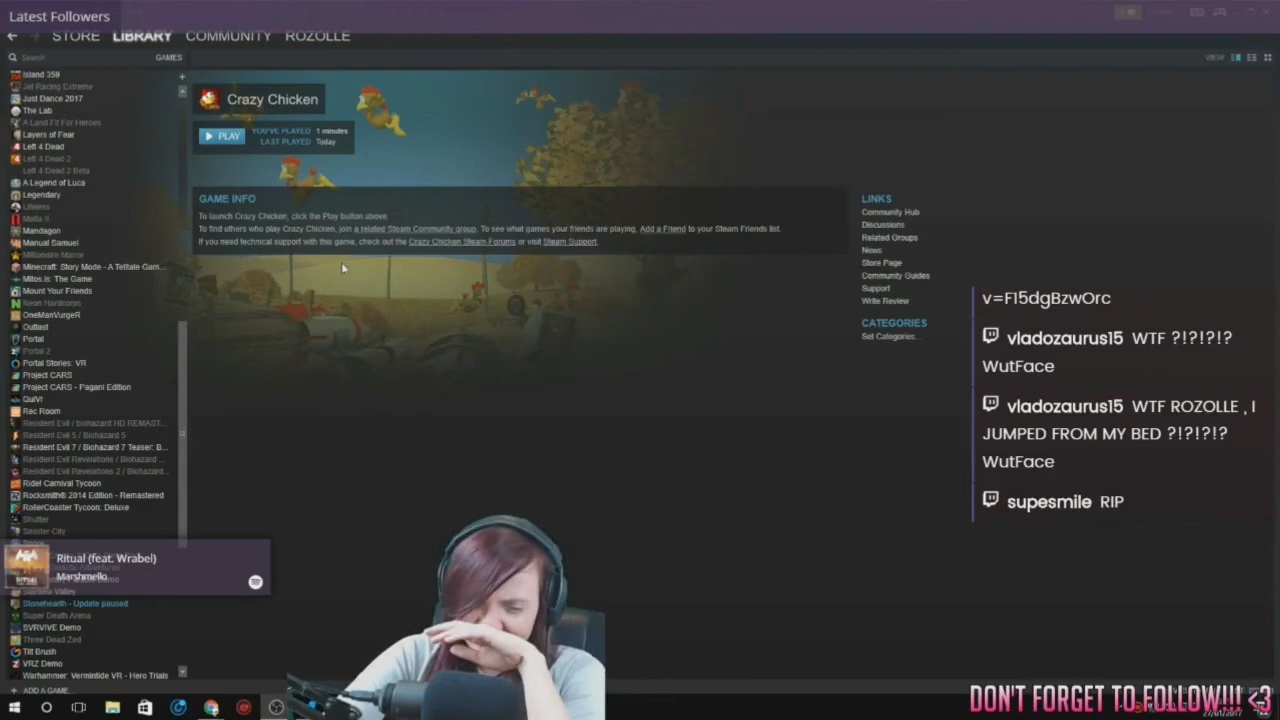 Latest Followers
STORE LIBRARY COMMUNITY ROZOLLE
Search GAMES
VIEW
Island 359
Jet Racing Extreme
Just Dance 2017
The Lab
A Land Fit For Heroes
Layers of Fear
Left 4 Dead
Left 4 Dead 2
Left 4 Dead 2 Beta
A Legend of Luca
Legendary
Lifeless
Mafia II
Mandagon
Manual Samuel
Millionaire Manor
Minecraft: Story Mode - A Telltale Gam...
Mitos.is: The Game
Mount Your Friends
Neon Hardcorps
OneManVurgeR
Outlast
Portal
Portal 2
Portal Stories: VR
Project CARS
Project CARS - Pagani Edition
QuiVr
Rec Room
Resident Evil / biohazard HD REMAST...
Resident Evil 5 / Biohazard 5
Resident Evil 7 / Biohazard 7 Teaser: B...
Resident Evil Revelations / Biohazard ...
Resident Evil Revelations 2 / Biohazard...
Ride! Carnival Tycoon
Rocksmith® 2014 Edition - Remastered
RollerCoaster Tycoon: Deluxe
Shutter
Sinister City
Ritual (feat. Wrabel)
Marshmello
Stardew Valley
Stonehearth - Update paused
Super Death Arena
SVRVIVE Demo
Three Dead Zed
Tilt Brush
VRZ Demo
Warhammer: Vermintide VR - Hero Trials
+ ADD A GAME...
Crazy Chicken
PLAY
YOU'VE PLAYED 1 minutes
LAST PLAYED Today
GAME INFO
To launch Crazy Chicken, click the Play button above.
To find others who play Crazy Chicken, join a related Steam Community group. To see what games your friends are playing, Add a Friend to your Steam Friends list.
If you need technical support with this game, check out the Crazy Chicken Steam Forums or visit Steam Support.
LINKS
Community Hub
Discussions
Related Groups
News
Store Page
Community Guides
Support
Write Review
CATEGORIES
Set Categories...
v=F15dgBzwOrc
vladozaurus15 WTF ?!?!?!?
WutFace
vladozaurus15 WTF ROZOLLE , I
JUMPED FROM MY BED ?!?!?!?
WutFace
supesmile RIP
DON'T FORGET TO FOLLOW!!! <3